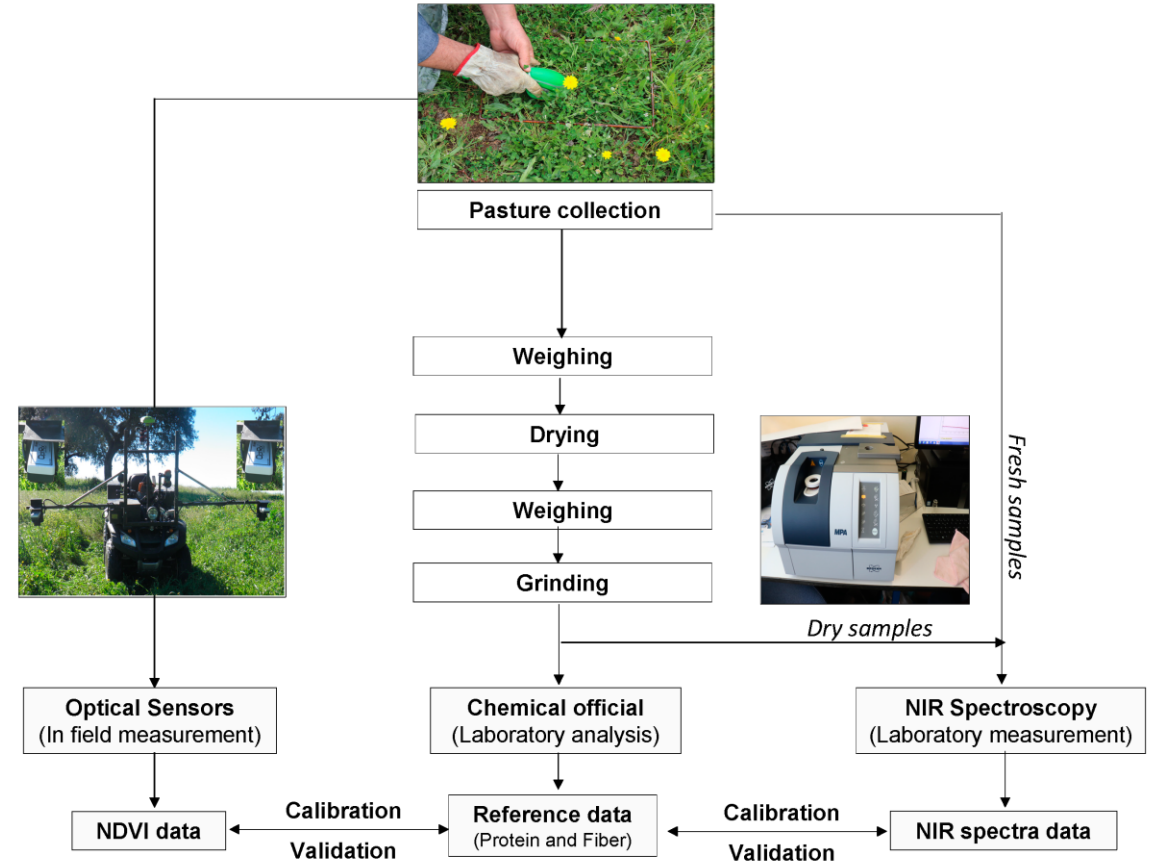 Pasture collection
Weighing
Drying
Weighing
Grinding
MPA
Fresh samples
Dry samples
Optical Sensors
(In field measurement)
Chemical official
(Laboratory analysis)
NIR Spectroscopy
(Laboratory measurement)
NDVI data
Calibration
Validation
Reference data
(Protein and Fiber)
Calibration
Validation
NIR spectra data